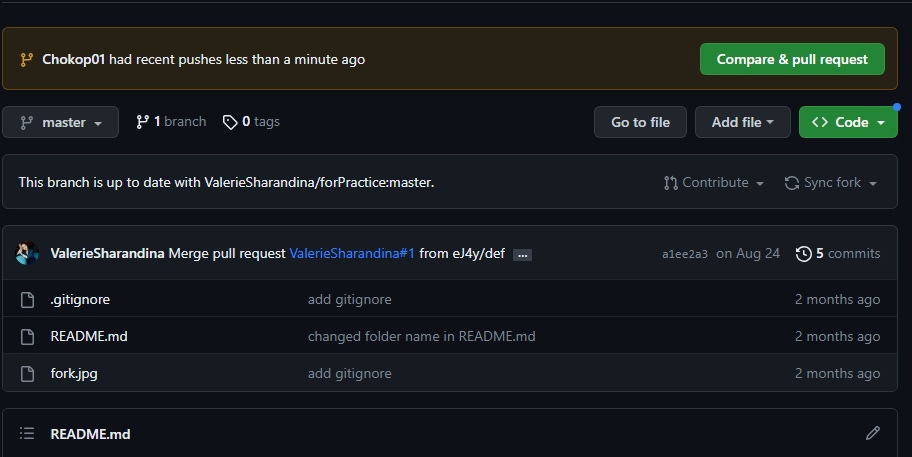 Chokop01 had recent pushes less than a minute ago
Compare & pull request
master
1 branch
0 tags
Go to file
Add file
Code
This branch is up to date with ValerieSharandina/forPractice:master.
Contribute
Sync fork
ValerieSharandina Merge pull request ValerieSharandina#1 from eJ4y/def ...
a1ee2a3 on Aug 24
5 commits
.gitignore add gitignore 2 months ago
README.md changed folder name in README.md 2 months ago
fork.jpg add gitignore 2 months ago
README.md